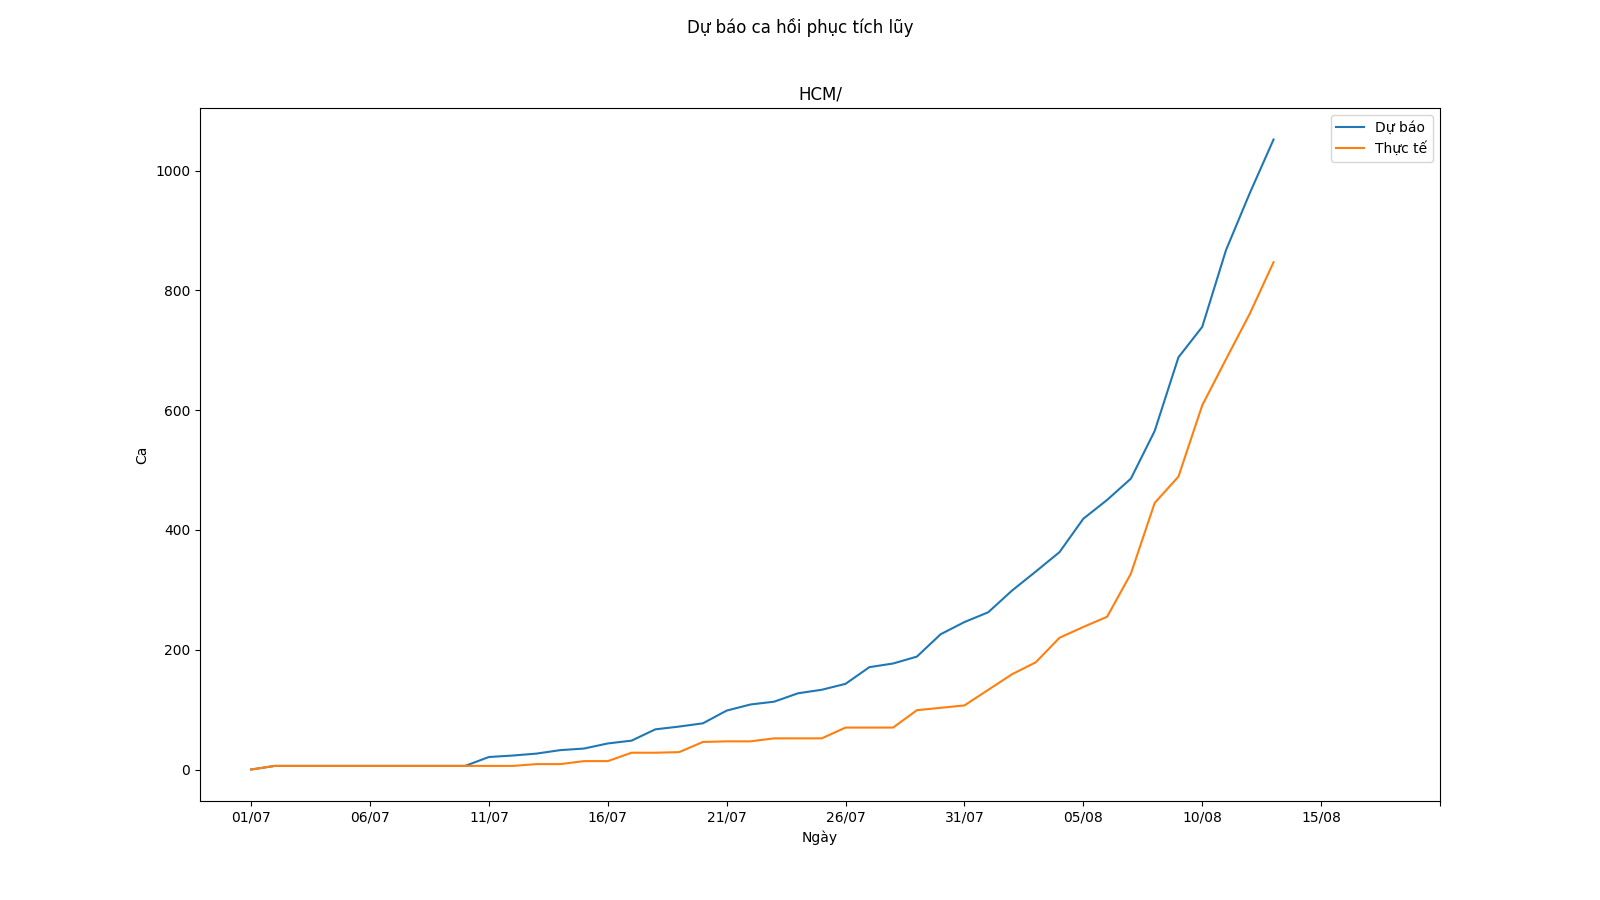 Dự báo ca hồi phục tích lũy
HCM/
Dự báo
Thực tế
1000
800
600
400
200
0
Ca
01/07 06/07 11/07 16/07 21/07 26/07 31/07 05/08 10/08 15/08
Ngày